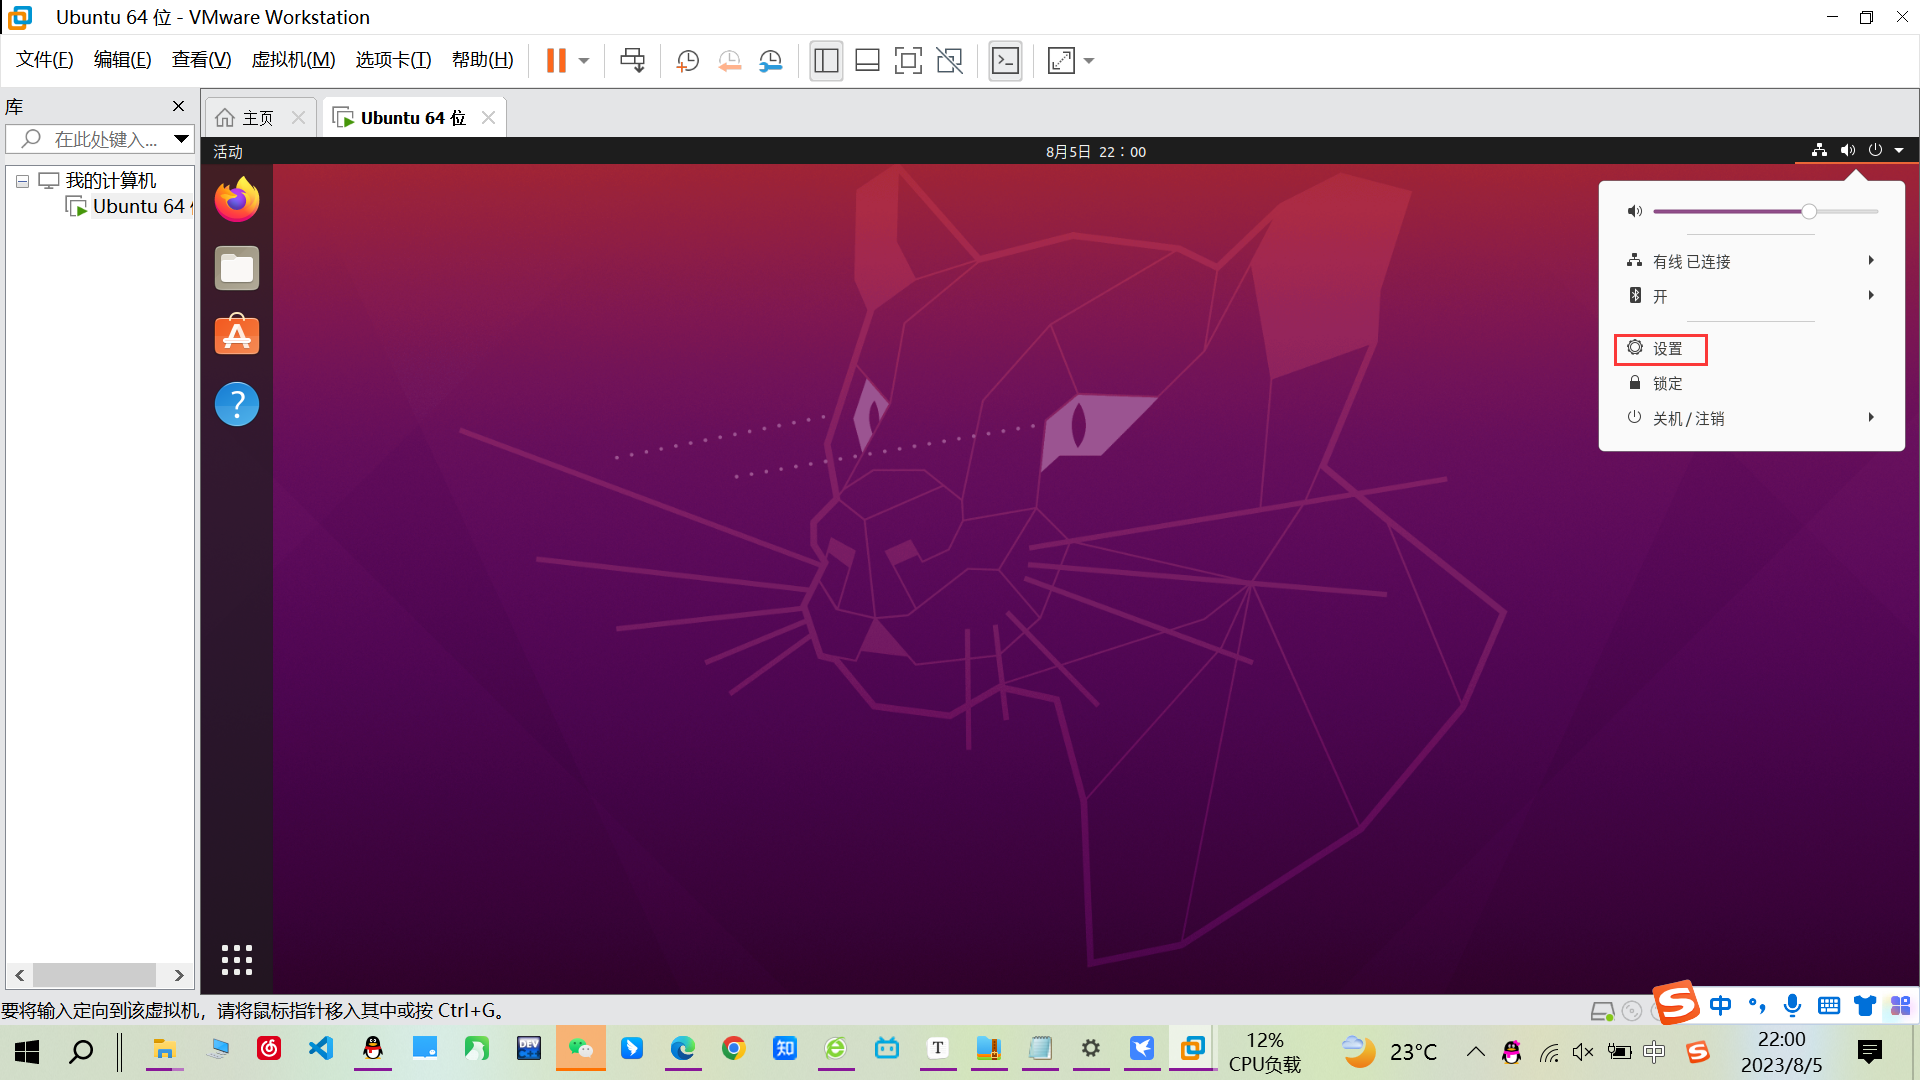 Ubuntu 64 位 - VMware Workstation
文件(F) 编辑(E) 查看(V) 虚拟机(M) 选项卡(T) 帮助(H)
库
在此处键入...
主页
Ubuntu 64 位
我的计算机
Ubuntu 64
活动
8月5日 22：00
有线 已连接
开
设置
锁定
关机 / 注销
要将输入定向到该虚拟机，请将鼠标指针移入其中或按 Ctrl+G。
中
DEV
知
T
12%
CPU负载
23°C
中
22:00
2023/8/5